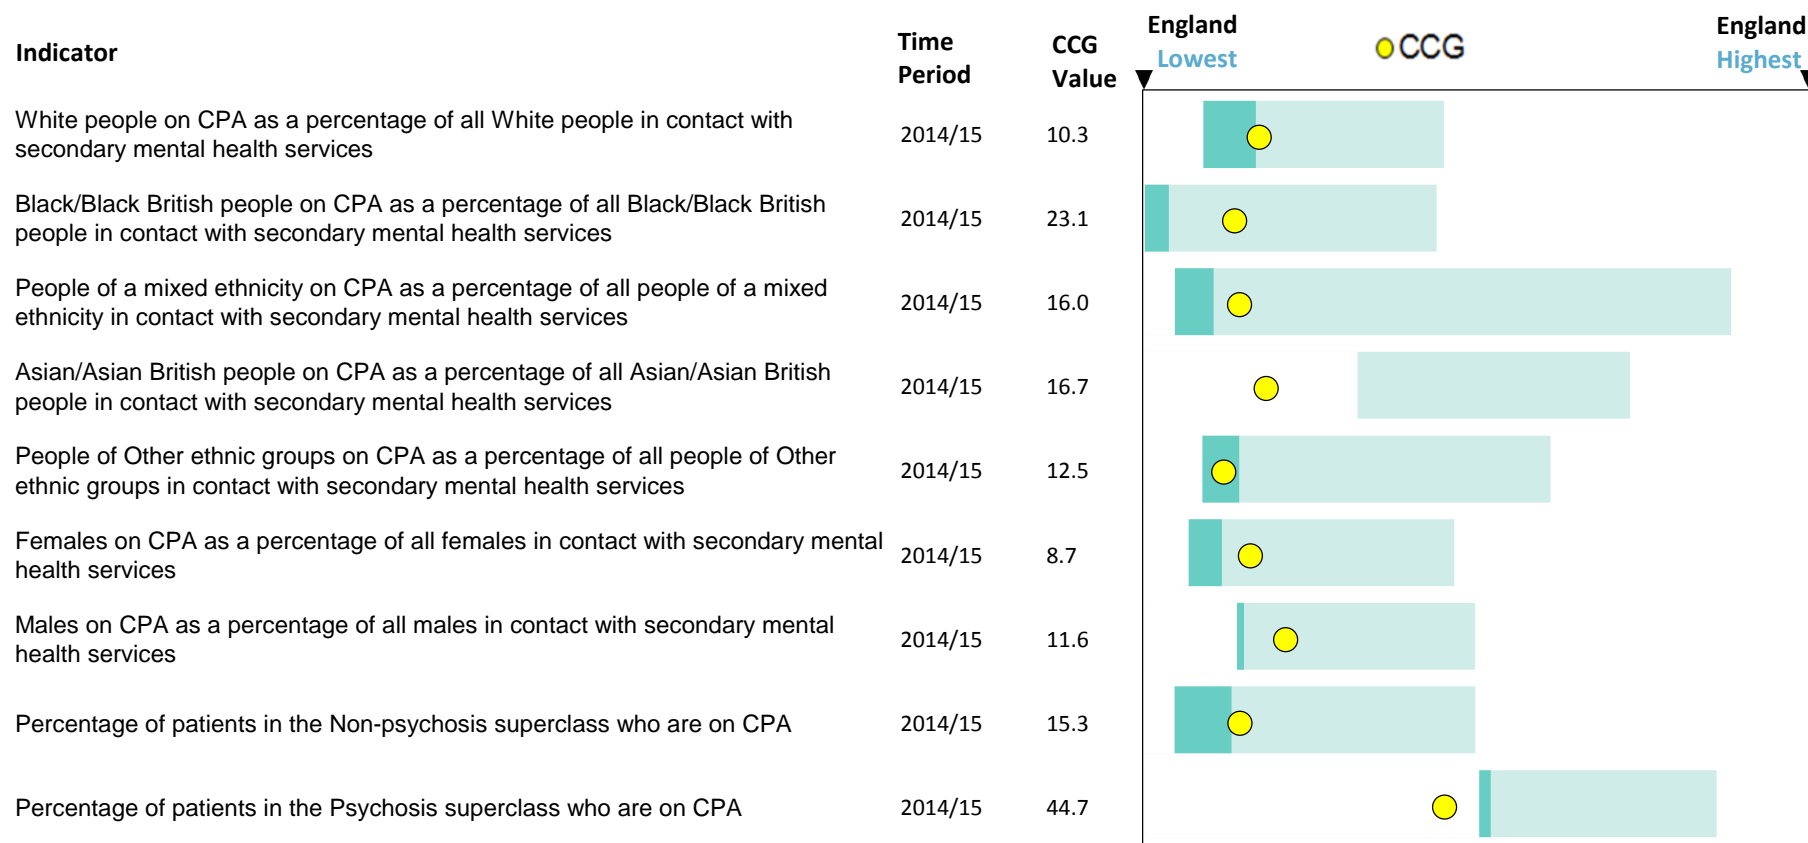 Indicator
Time
Period
CCG
Value
England
Lowest
CCG
England
Highest
White people on CPA as a percentage of all White people in contact with
secondary mental health services
2014/15
10.3
Black/Black British people on CPA as a percentage of all Black/Black British
people in contact with secondary mental health services
2014/15
23.1
People of a mixed ethnicity on CPA as a percentage of all people of a mixed
ethnicity in contact with secondary mental health services
2014/15
16.0
Asian/Asian British people on CPA as a percentage of all Asian/Asian British
people in contact with secondary mental health services
2014/15
16.7
People of Other ethnic groups on CPA as a percentage of all people of Other
ethnic groups in contact with secondary mental health services
2014/15
12.5
Females on CPA as a percentage of all females in contact with secondary mental
health services
2014/15
8.7
Males on CPA as a percentage of all males in contact with secondary mental
health services
2014/15
11.6
Percentage of patients in the Non-psychosis superclass who are on CPA
2014/15
15.3
Percentage of patients in the Psychosis superclass who are on CPA
2014/15
44.7